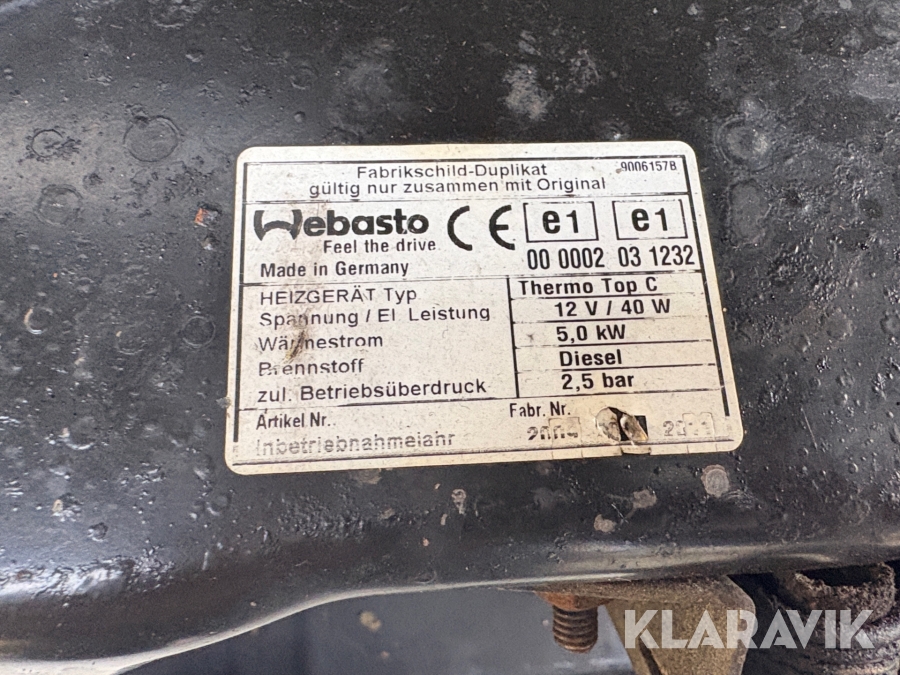 Fabrikschild-Duplikat
9006157B
gültig nur zusammen mit Original
Webasto
Feel the drive
CE e1 e1
00 0002 03 1232
Made in Germany
HEIZGERÄT Typ Thermo Top C
Spannung / El Leistung 12 V / 40 W
Wärmestrom 5,0 kW
Brennstoff Diesel
zul. Betriebsüberdruck 2,5 bar
Artikel Nr.. Fabr. Nr.
Inbetriebnahmejahr
KLARAVIK